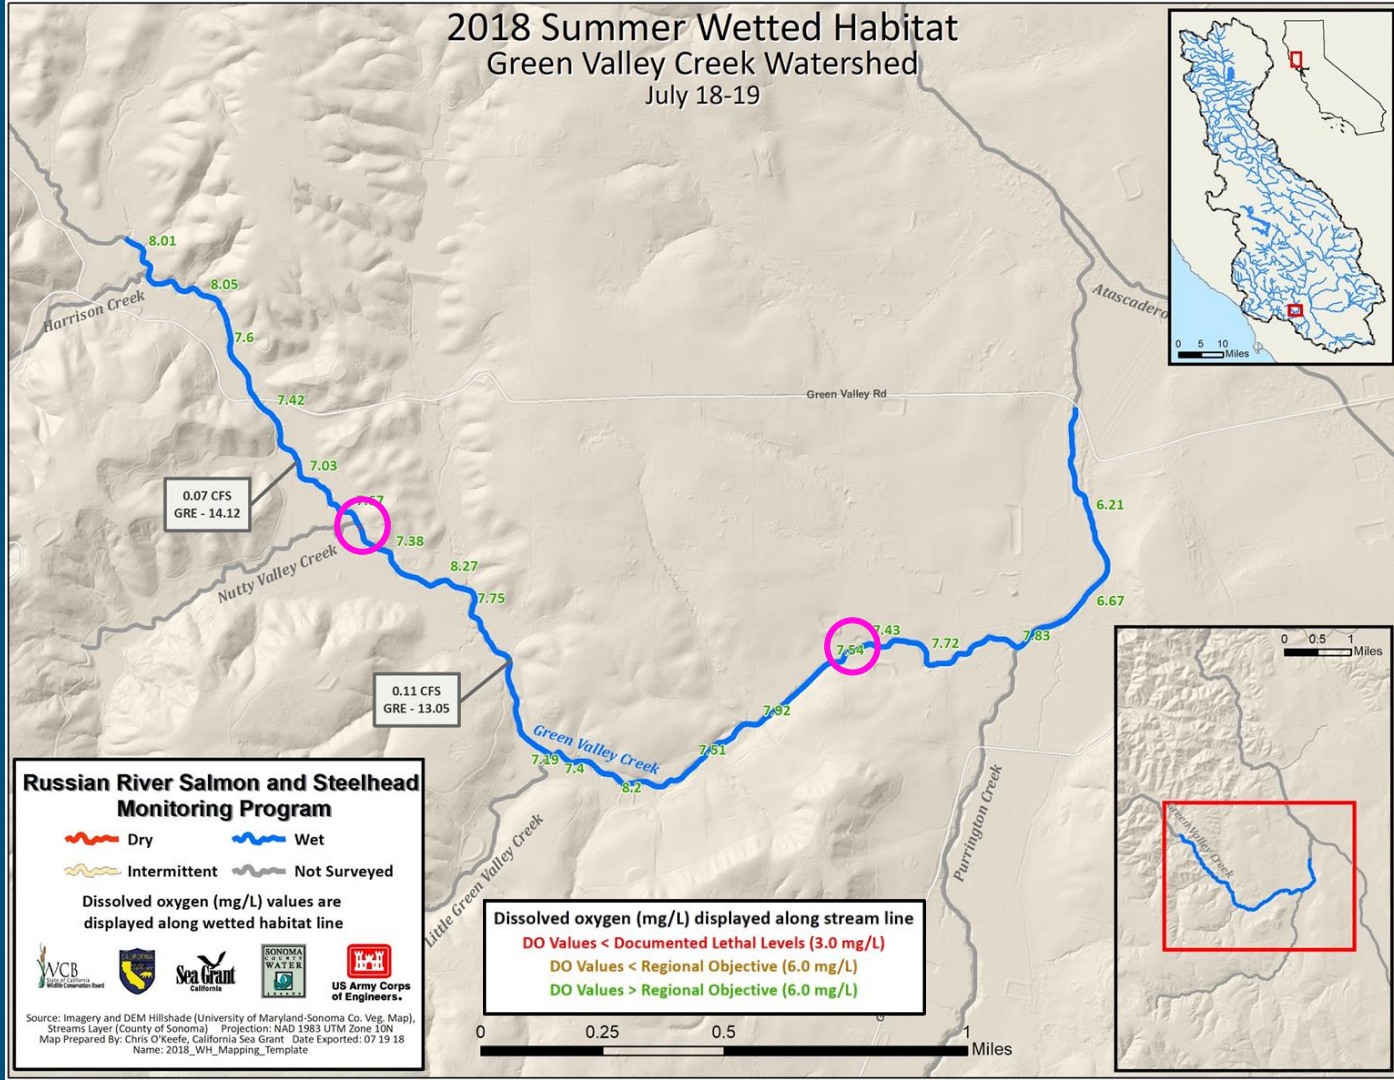 2018 Summer Wetted Habitat
Green Valley Creek Watershed
July 18-19
0 5 10 Miles
Atascadero
Green Valley Rd
8.01
8.05
Harrison Creek
7.6
7.42
7.03
0.07 CFS
GRE - 14.12
7.38
Nutty Valley Creek
8.27
7.75
0.11 CFS
GRE - 13.05
Green Valley Creek
7.19
7.4
8.2
7.51
7.92
7.54
7.43
7.72
7.83
6.67
6.21
Little Green Valley Creek
Purrington Creek
Russian River Salmon and Steelhead
Monitoring Program
Dry Wet
Intermittent Not Surveyed
Dissolved oxygen (mg/L) values are
displayed along wetted habitat line
WCB
State of California
Wildlife Conservation Board
CALIFORNIA
Sea Grant
California
SONOMA
COUNTY
WATER
AGENCY
US Army Corps
of Engineers.
Source: Imagery and DEM Hillshade (University of Maryland-Sonoma Co. Veg. Map),
Streams Layer (County of Sonoma) Projection: NAD 1983 UTM Zone 10N
Map Prepared By: Chris O'Keefe, California Sea Grant Date Exported: 07 19 18
Name: 2018_WH_Mapping_Template
Dissolved oxygen (mg/L) displayed along stream line
DO Values < Documented Lethal Levels (3.0 mg/L)
DO Values < Regional Objective (6.0 mg/L)
DO Values > Regional Objective (6.0 mg/L)
0 0.25 0.5 1 Miles
0 0.5 1
Miles
Green Valley Creek